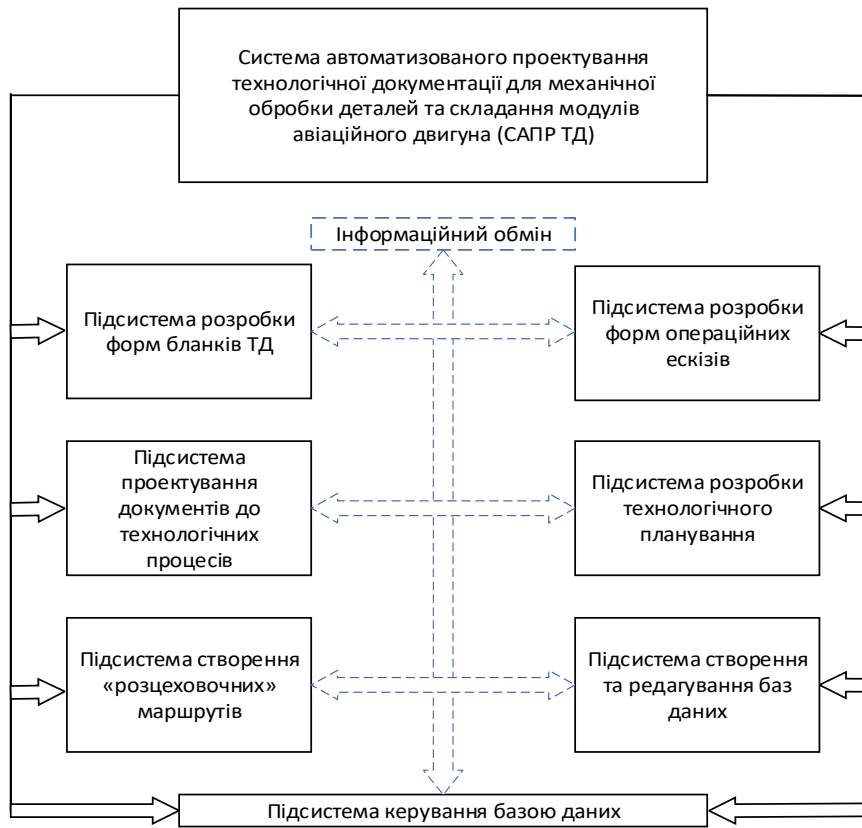 Система автоматизованого проектування
технологічної документації для механічної
обробки деталей та складання модулів
авіаційного двигуна (САПР ТД)
Інформаційний обмін
Підсистема розробки
форм бланків ТД
Підсистема розробки
форм операційних
ескізів
Підсистема
проектування
документів до
технологічних
процесів
Підсистема розробки
технологічного
планування
Підсистема створення
«розцеховочних»
маршрутів
Підсистема створення
та редагування баз
даних
Підсистема керування базою даних